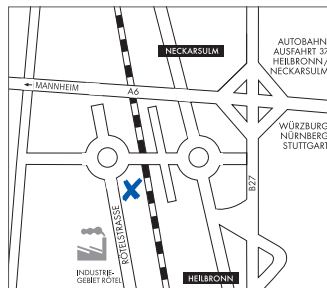 NECKARSULM
AUTOBAHN
AUSFAHRT 37
HEILBRONN/
NECKARSULM
← MANNHEIM
A6
WÜRZBURG
NÜRNBERG
STUTTGART
B27
RÖTELSTRASSE
INDUSTRIE-
GEBIET RÖTEL
HEILBRONN